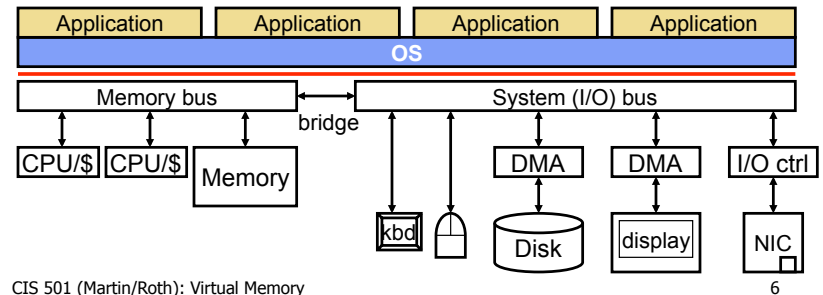 Application Application Application Application
OS
Memory bus System (I/O) bus
bridge
CPU/$ CPU/$ Memory DMA DMA I/O ctrl
kbd Disk display NIC
CIS 501 (Martin/Roth): Virtual Memory 6